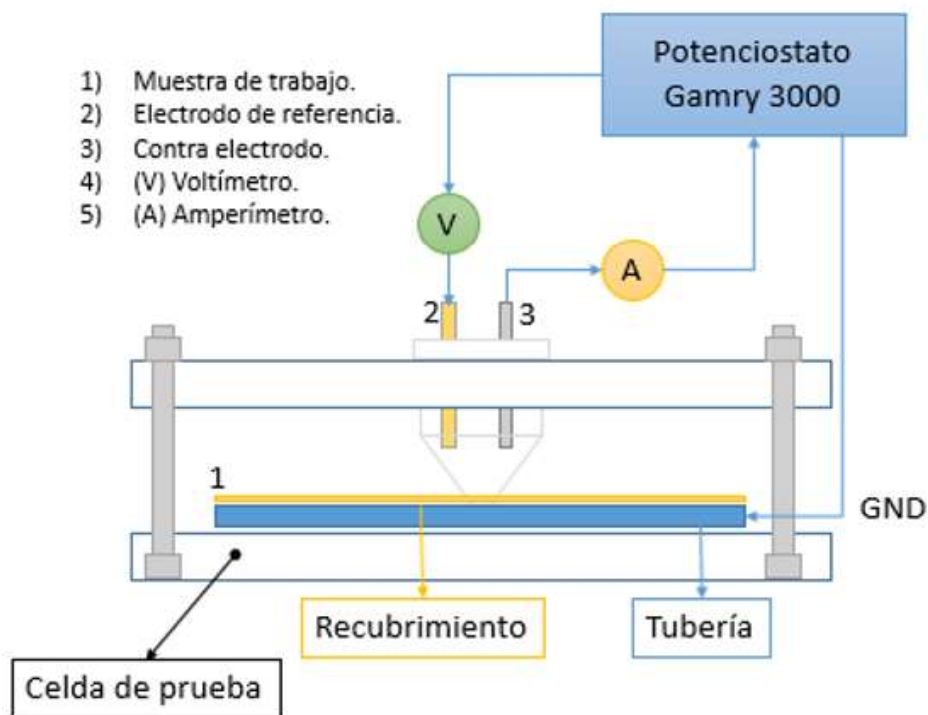 Potenciostato
Gamry 3000
1) Muestra de trabajo.
2) Electrodo de referencia.
3) Contra electrodo.
4) (V) Voltímetro.
5) (A) Amperímetro.
V
A
2
3
1
GND
Recubrimiento
Tubería
Celda de prueba